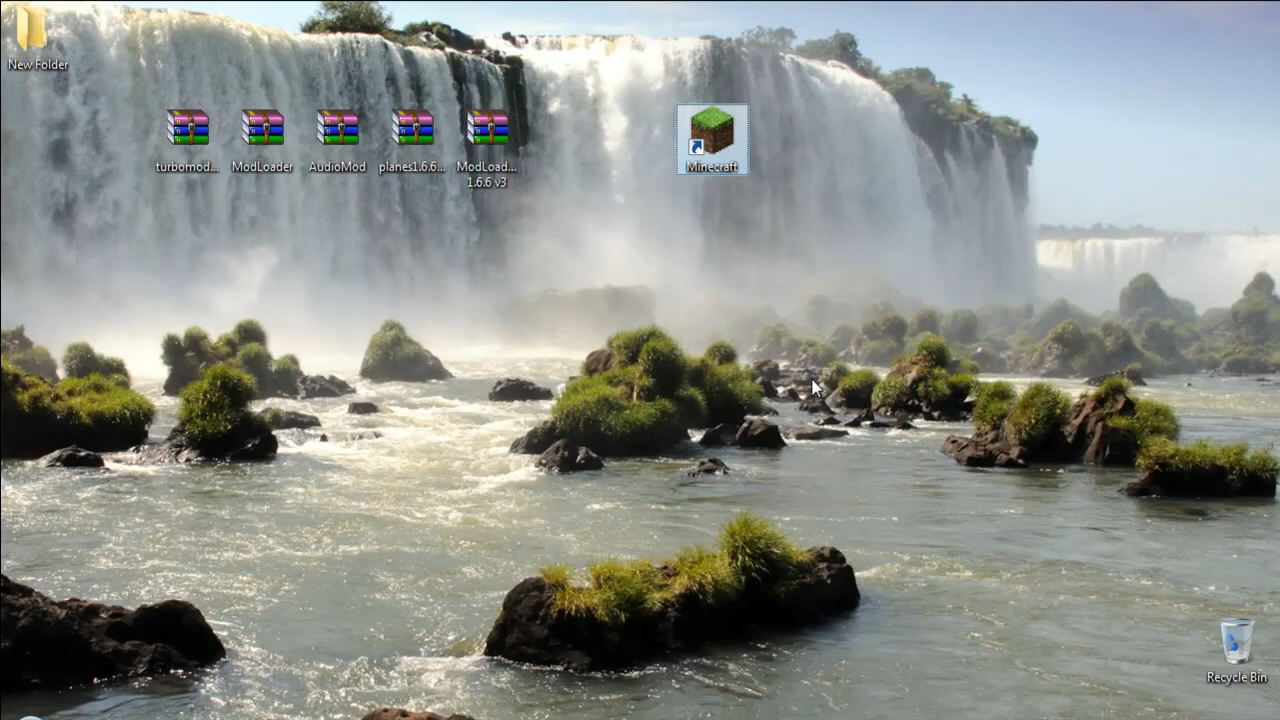 New Folder
turbomod...
ModLoader
AudioMod
planes1.6.6...
ModLoad...
1.6.6 v3
Minecraft
Recycle Bin